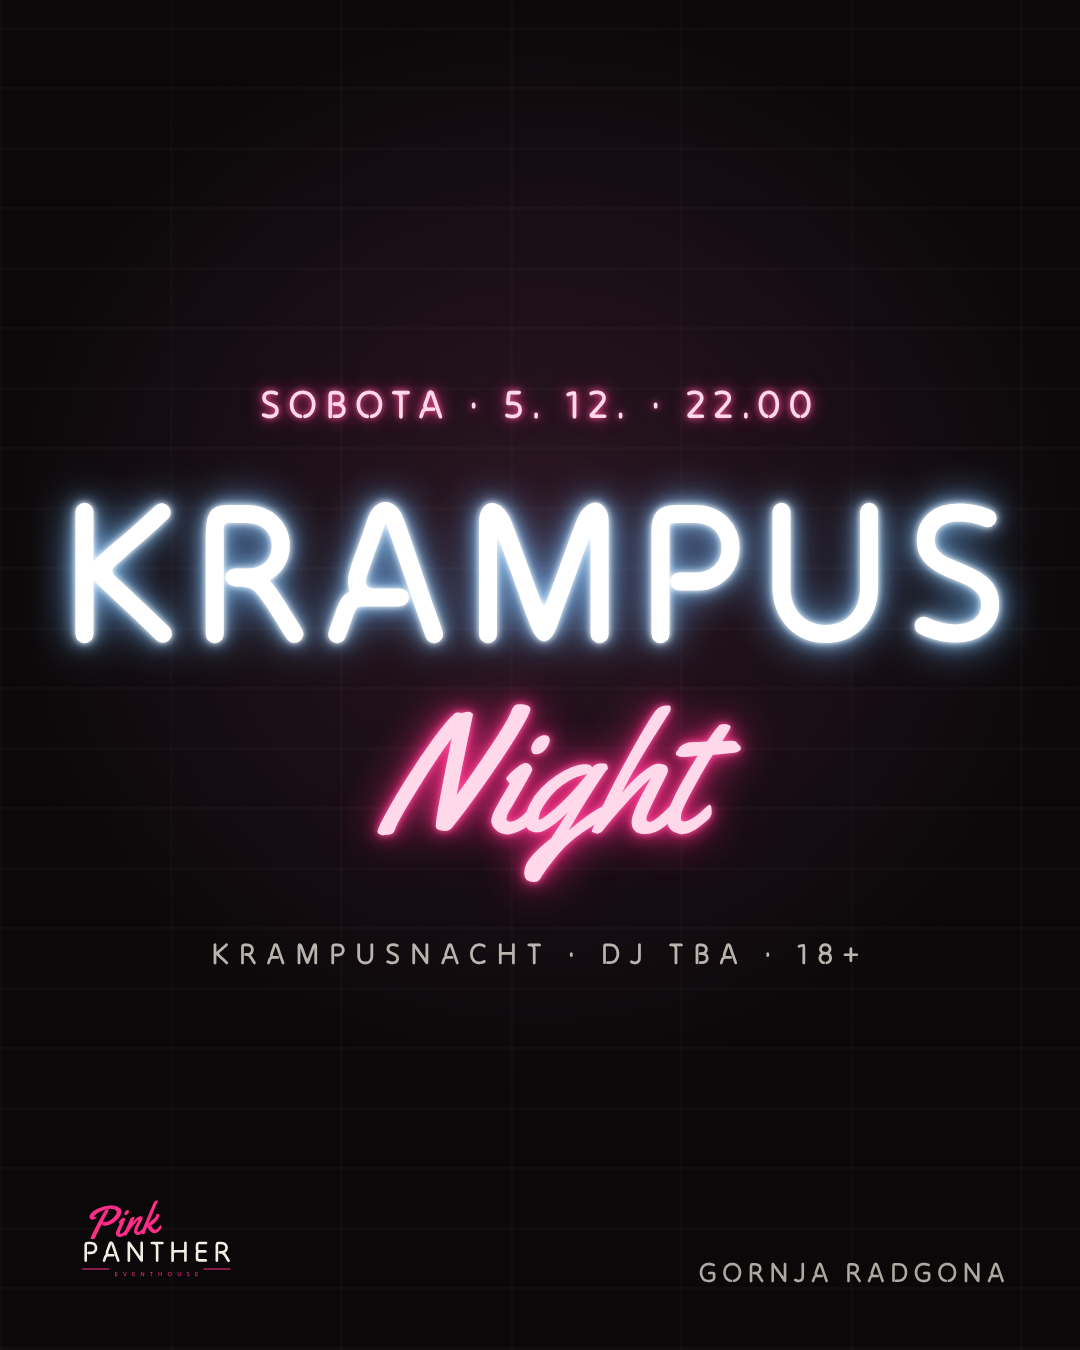 SOBOTA · 5. 12. · 22.00
KRAMPUS
Night
KRAMPUSNACHT · DJ TBA · 18+
Pink
PANTHER
EVENTHOUSE
GORNJA RADGONA